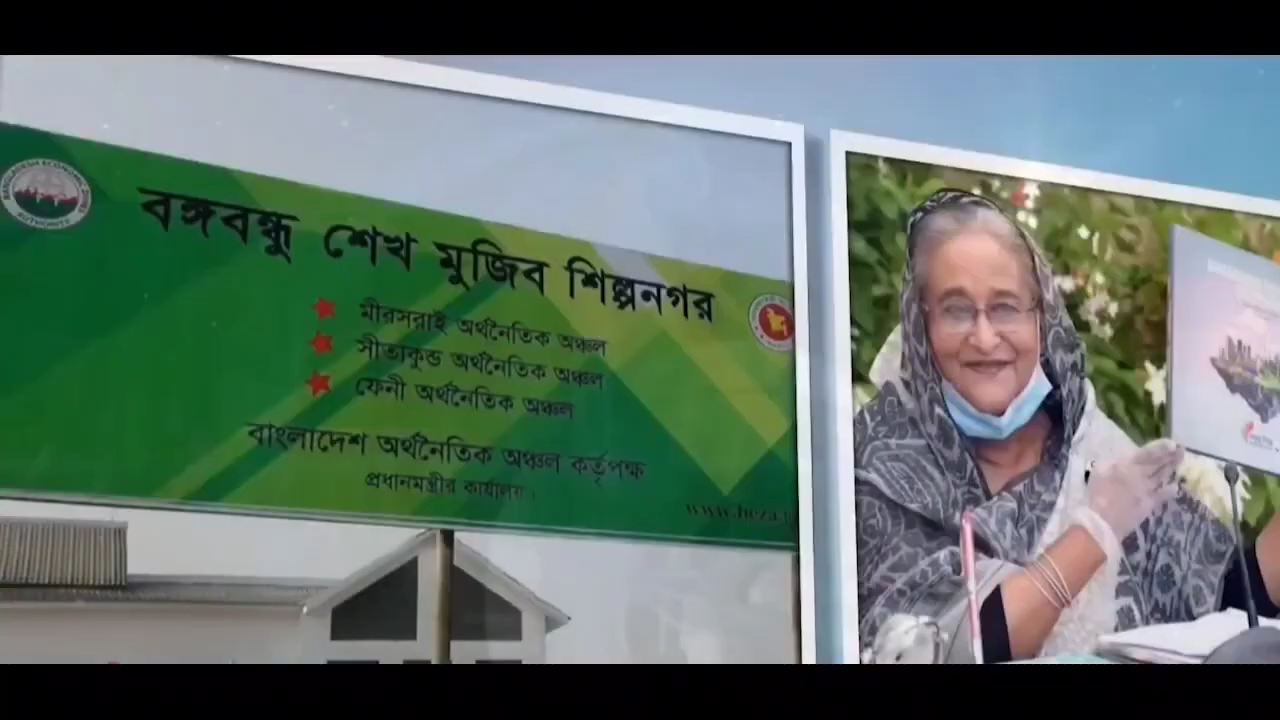 বঙ্গবন্ধু শেখ মুজিব শিল্পনগর
মীরসরাই অর্থনৈতিক অঞ্চল
সীতাকুন্ড অর্থনৈতিক অঞ্চল
ফেনী অর্থনৈতিক অঞ্চল
বাংলাদেশ অর্থনৈতিক অঞ্চল কর্তৃপক্ষ
প্রধানমন্ত্রীর কার্যালয়।